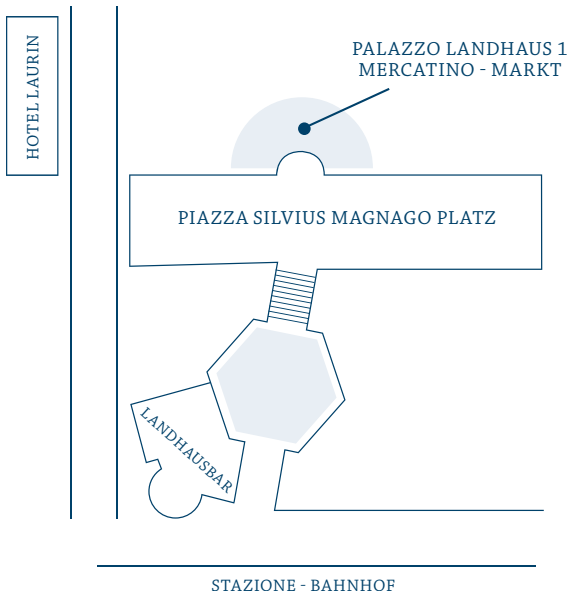 HOTEL LAURIN
PALAZZO LANDHAUS 1
MERCATINO - MARKT
PIAZZA SILVIUS MAGNAGO PLATZ
LANDHAUSBAR
STAZIONE - BAHNHOF